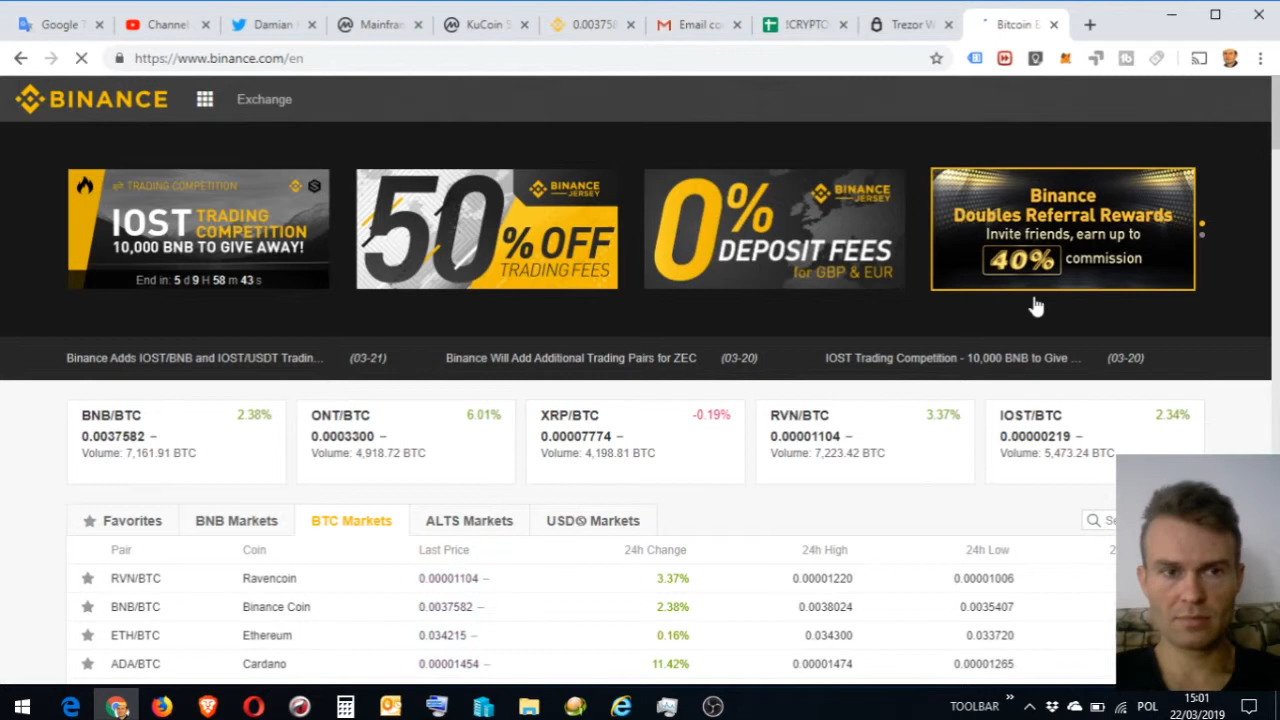 Google T
Channel
Damian
Mainfra
KuCoin S
0.003758
Email co
!CRYPTO
Trezor W
Bitcoin E
https://www.binance.com/en
BINANCE
Exchange
TRADING COMPETITION
IOST TRADING COMPETITION
10,000 BNB TO GIVE AWAY!
End in: 5 d 9 H 58 m 43 s
BINANCE JERSEY
50% OFF
TRADING FEES
BINANCE JERSEY
0% DEPOSIT FEES
for GBP & EUR
Binance
Doubles Referral Rewards
Invite friends, earn up to
40% commission
Binance Adds IOST/BNB and IOST/USDT Tradin... (03-21)
Binance Will Add Additional Trading Pairs for ZEC (03-20)
IOST Trading Competition - 10,000 BNB to Give ... (03-20)
BNB/BTC 2.38%
0.0037582 –
Volume: 7,161.91 BTC
ONT/BTC 6.01%
0.0003300 –
Volume: 4,918.72 BTC
XRP/BTC -0.19%
0.00007774 –
Volume: 4,198.81 BTC
RVN/BTC 3.37%
0.00001104 –
Volume: 7,223.42 BTC
IOST/BTC 2.34%
0.00000219 –
Volume: 5,473.24 BTC
Favorites BNB Markets BTC Markets ALTS Markets USDⓈ Markets
Pair Coin Last Price 24h Change 24h High 24h Low
RVN/BTC Ravencoin 0.00001104 – 3.37% 0.00001220 0.00001006
BNB/BTC Binance Coin 0.0037582 – 2.38% 0.0038024 0.0035407
ETH/BTC Ethereum 0.034215 – 0.16% 0.034300 0.033720
ADA/BTC Cardano 0.00001454 – 11.42% 0.00001474 0.00001265
TOOLBAR
POL
15:01
22/03/2019